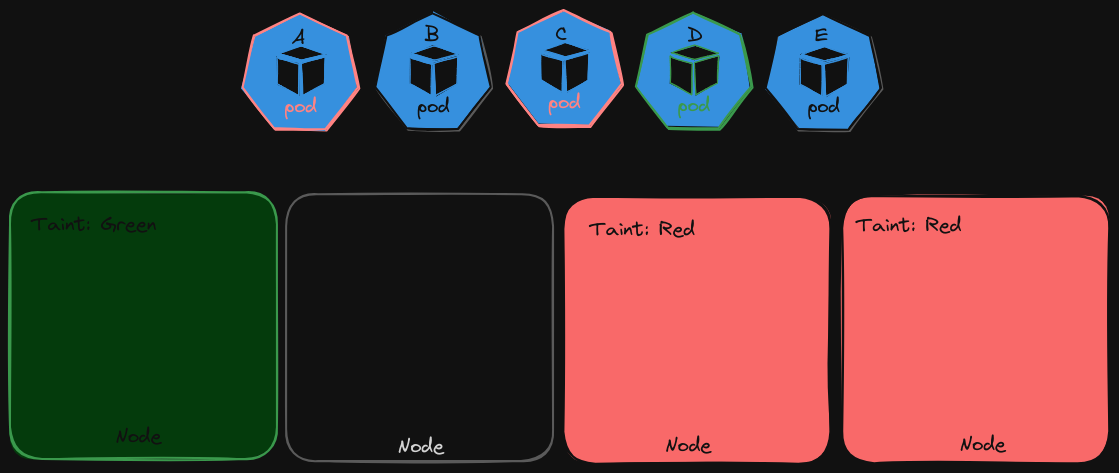 A
B
C
D
E
pod
pod
pod
pod
pod
Taint: Green
Taint: Red
Taint: Red
Node
Node
Node
Node